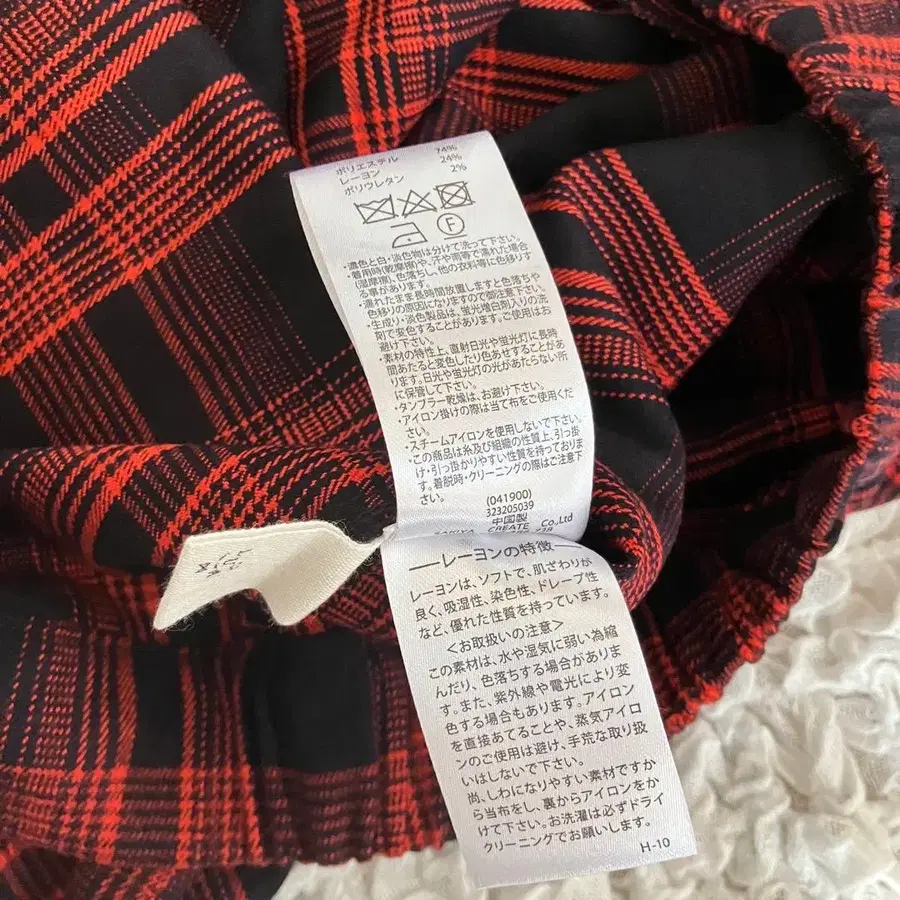 ポリエステル 74%
レーヨン 24%
ポリウレタン 2%
F
・濃色と白・淡色物は分けて洗って下さい。
・着用時(乾摩擦)や、汗や雨等で濡れた場合
(湿摩擦)、色落ちし、他の衣料等に色移りす
る事があります。
・濡れたまま長時間放置しますと色落ちや
色移りの原因になりますので御注意下さい。
・生成り・淡色製品は、蛍光増白剤入りの洗
剤で変色することがあります。ご使用はお
避け下さい。
・素材の特性上、直射日光や蛍光灯に長時
間あたると変色したり色あせすることがあ
ります。日光や蛍光灯の光があたらない所
に保管して下さい。
・タンブラー乾燥は、お避け下さい。
・アイロン掛けの際は当て布をご使用くだ
さい。
・スチームアイロンを使用しないで下さい。
・この商品は糸及び組織の性質上、引っ掛
け・引っ掛かりやすい性質を持っていま
す。着脱時・クリーニングの際はご注意下
さい。
(041900)
323205039
中国製
CREATE Co.,Ltd
レーヨンの特徴
レーヨンは、ソフトで、肌ざわりが
良く、吸湿性、染色性、ドレープ性
など、優れた性質を持っています。
<お取扱いの注意>
この素材は、水や湿気に弱い為縮
んだり、色落ちする場合がありま
す。また、紫外線や電光により変
色する場合もあります。アイロン
を直接あてることや、蒸気アイロ
ンのご使用は避け、手荒な取り扱
いはしないで下さい。
尚、しわになりやすい素材ですか
ら当布をし、裏からアイロンをか
けて下さい。お洗濯は必ずドライ
クリーニングでお願いします。
H-10